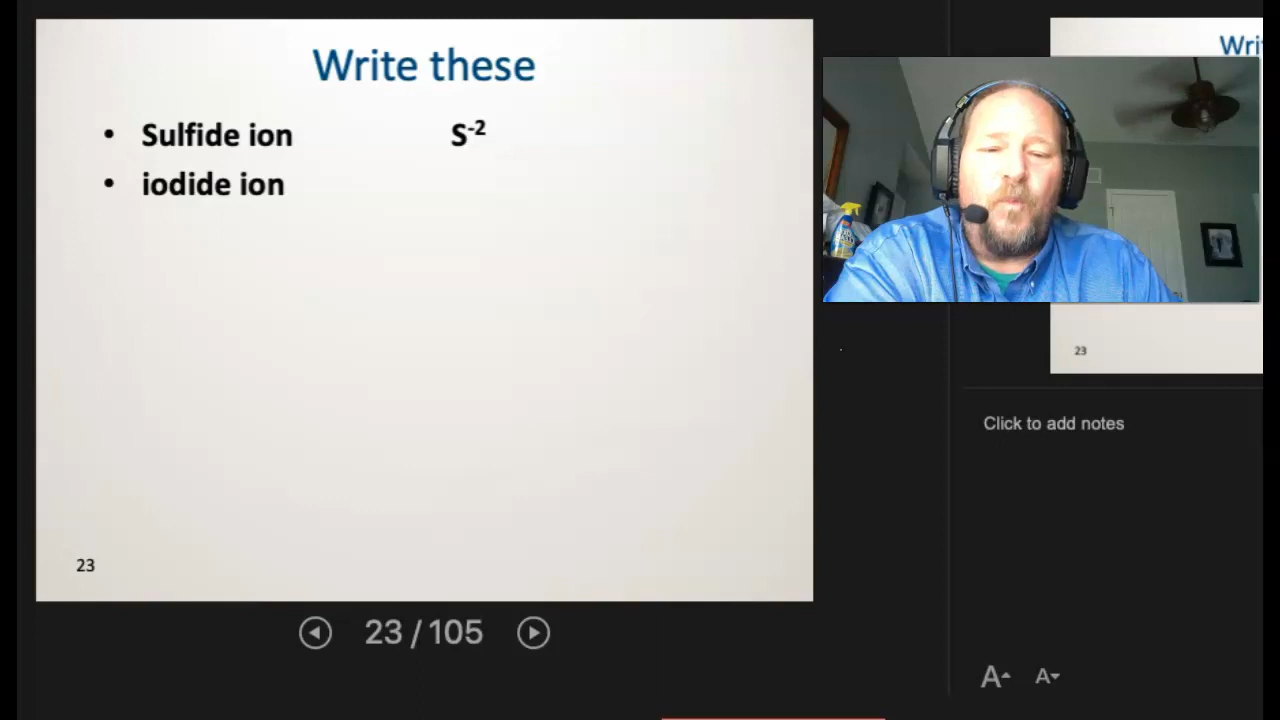 Write these
• Sulfide ion S⁻²
• iodide ion
23
23 / 105
Wri
23
Click to add notes
A A